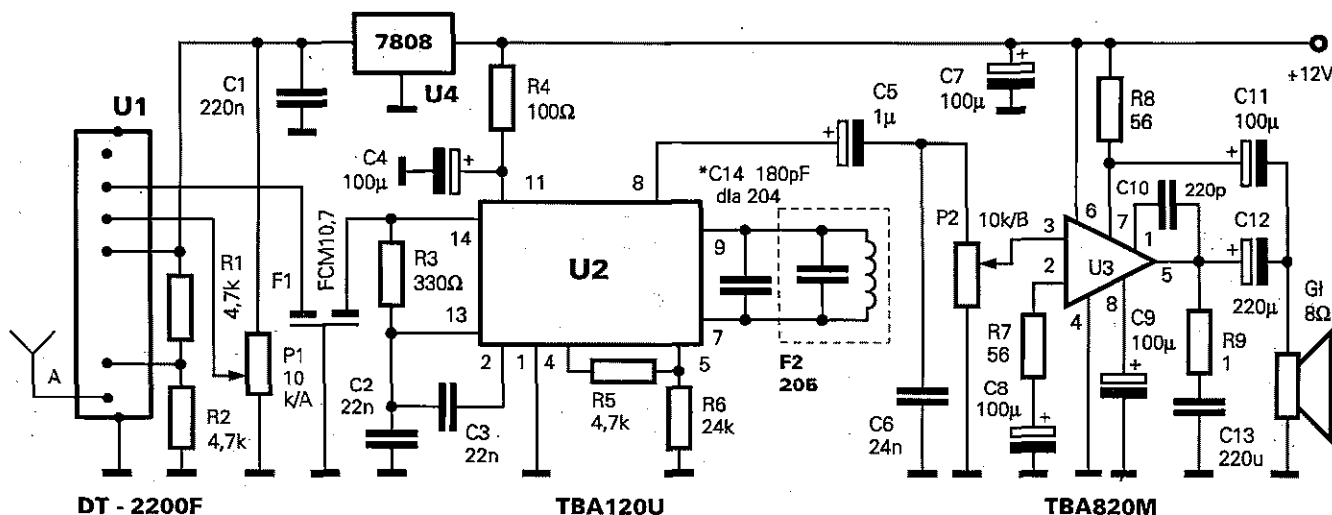 7808
U4
+12V
C1
220n
R4
100Ω
C7
100µ
+
R8
56
C11
100µ
+
U1
C4
100µ
+
C5
1µ
+
11
8
*C14 180pF
dla 204
C10
220p
P2
10k/B
3
6
7
1
2
U3
5
4
8
C12
220µ
+
FCM10,7
F1
14
R3
330Ω
13
U2
9
7
F2
206
R1
4,7k
A
P1
10
k/A
R2
4,7k
2
1
4
5
C2
22n
C3
22n
R5
4,7k
R6
24k
C6
24n
R7
56
C8
100µ
+
C9
100µ
+
R9
1
C13
220u
Gł
8Ω
DT - 2200F
TBA120U
TBA820M